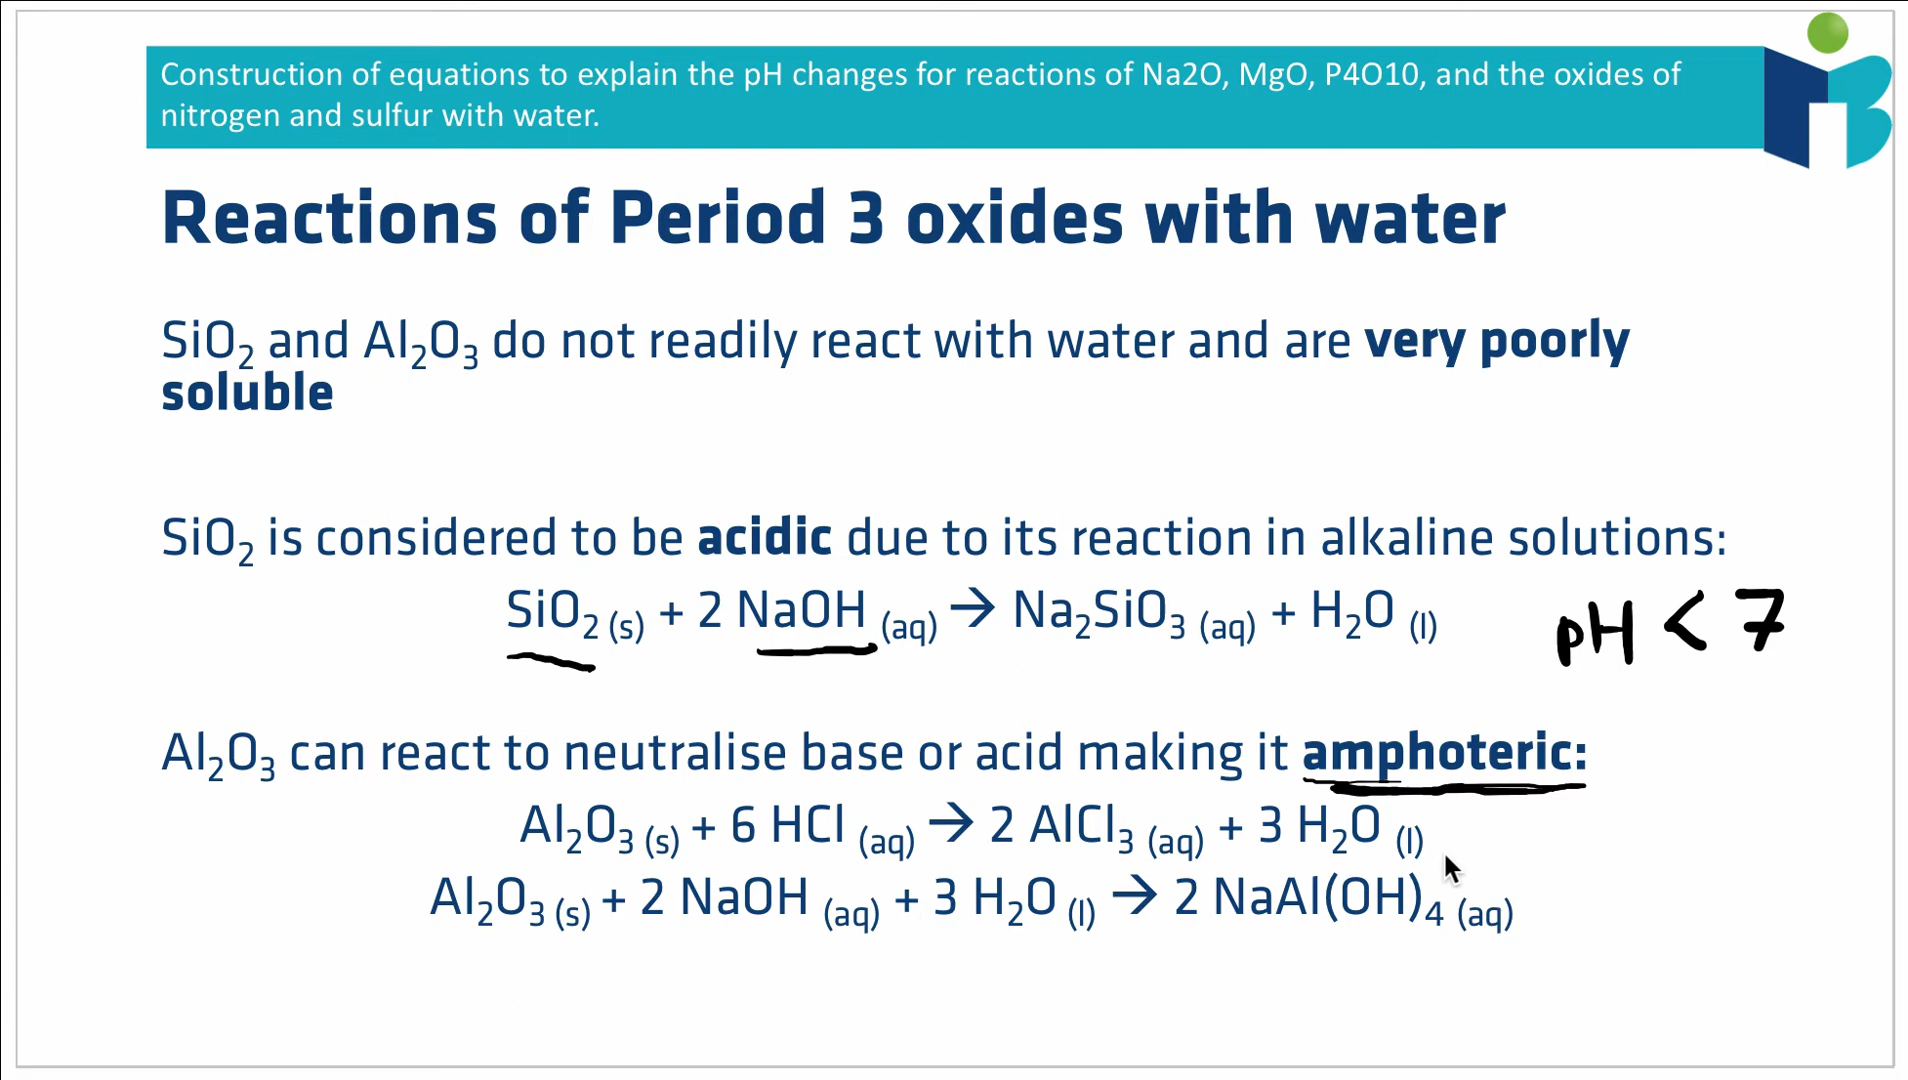 Construction of equations to explain the pH changes for reactions of Na2O, MgO, P4O10, and the oxides of
nitrogen and sulfur with water.
Reactions of Period 3 oxides with water
SiO₂ and Al₂O₃ do not readily react with water and are very poorly
soluble
SiO₂ is considered to be acidic due to its reaction in alkaline solutions:
SiO₂ (s) + 2 NaOH (aq) → Na₂SiO₃ (aq) + H₂O (l)
pH < 7
Al₂O₃ can react to neutralise base or acid making it amphoteric:
Al₂O₃ (s) + 6 HCl (aq) → 2 AlCl₃ (aq) + 3 H₂O (l)
Al₂O₃ (s) + 2 NaOH (aq) + 3 H₂O (l) → 2 NaAl(OH)₄ (aq)